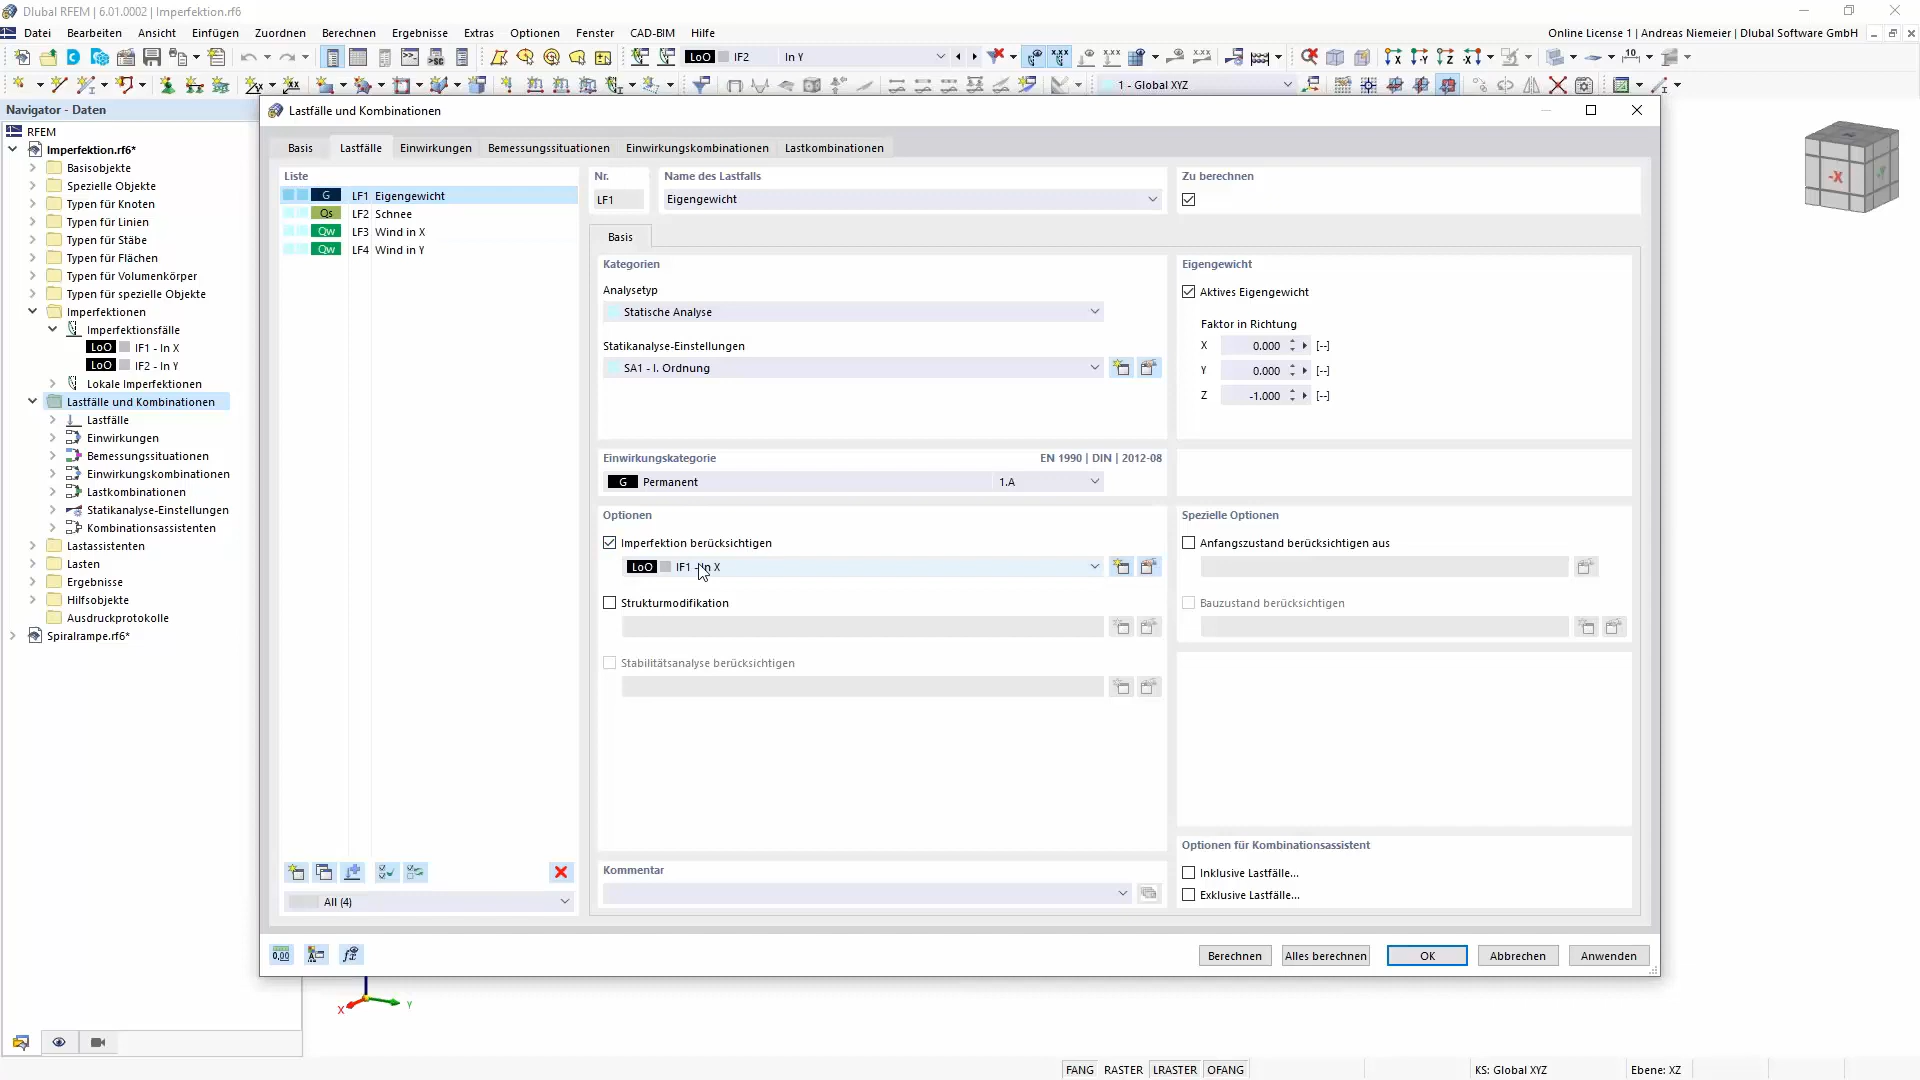 Dlubal RFEM | 6.01.0002 | Imperfektion.rf6
Datei Bearbeiten Ansicht Einfügen Zuordnen Berechnen Ergebnisse Extras Optionen Fenster CAD-BIM Hilfe
Online License 1 | Andreas Niemeier | Dlubal Software GmbH
LoO IF2 In Y
1 - Global XYZ
Navigator - Daten
RFEM
Imperfektion.rf6*
Basisobjekte
Spezielle Objekte
Typen für Knoten
Typen für Linien
Typen für Stäbe
Typen für Flächen
Typen für Volumenkörper
Typen für spezielle Objekte
Imperfektionen
Imperfektionsfälle
LoO IF1 - In X
LoO IF2 - In Y
Lokale Imperfektionen
Lastfälle und Kombinationen
Lastfälle
Einwirkungen
Bemessungssituationen
Einwirkungskombinationen
Lastkombinationen
Statikanalyse-Einstellungen
Kombinationsassistenten
Lastassistenten
Lasten
Ergebnisse
Hilfsobjekte
Ausdruckprotokolle
Spiralrampe.rf6*
Lastfälle und Kombinationen
Basis Lastfälle Einwirkungen Bemessungssituationen Einwirkungskombinationen Lastkombinationen
Liste
G LF1 Eigengewicht
Qs LF2 Schnee
Qw LF3 Wind in X
Qw LF4 Wind in Y
All (4)
Nr.
LF1
Name des Lastfalls
Eigengewicht
Zu berechnen
Basis
Kategorien
Analysetyp
Statische Analyse
Statikanalyse-Einstellungen
SA1 - I. Ordnung
Eigengewicht
Aktives Eigengewicht
Faktor in Richtung
X 0.000 [--]
Y 0.000 [--]
Z -1.000 [--]
Einwirkungskategorie EN 1990 | DIN | 2012-08
G Permanent 1.A
Optionen
Imperfektion berücksichtigen
LoO IF1 - In X
Strukturmodifikation
Stabilitätsanalyse berücksichtigen
Spezielle Optionen
Anfangszustand berücksichtigen aus
Bauzustand berücksichtigen
Kommentar
Optionen für Kombinationsassistent
Inklusive Lastfälle...
Exklusive Lastfälle...
Berechnen Alles berechnen OK Abbrechen Anwenden
-X
X Y
FANG RASTER LRASTER OFANG
KS: Global XYZ
Ebene: XZ